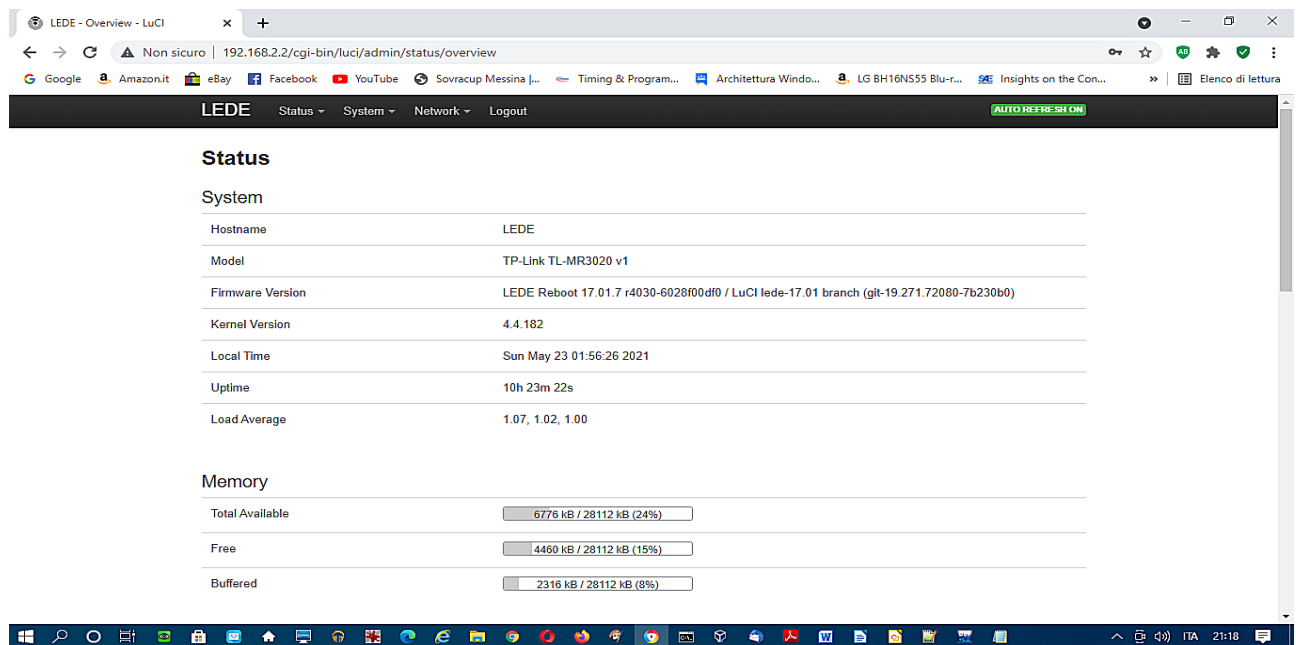 LEDE - Overview - LuCI
Non sicuro | 192.168.2.2/cgi-bin/luci/admin/status/overview
Google Amazon.it eBay Facebook YouTube Sovracup Messina |... Timing & Program... Architettura Windo... LG BH16NS55 Blu-r... Insights on the Con... » Elenco di lettura
LEDE Status System Network Logout AUTO REFRESH ON
Status
System
Hostname LEDE
Model TP-Link TL-MR3020 v1
Firmware Version LEDE Reboot 17.01.7 r4030-6028f00df0 / LuCI lede-17.01 branch (git-19.271.72080-7b230b0)
Kernel Version 4.4.182
Local Time Sun May 23 01:56:26 2021
Uptime 10h 23m 22s
Load Average 1.07, 1.02, 1.00
Memory
Total Available 6776 kB / 28112 kB (24%)
Free 4460 kB / 28112 kB (15%)
Buffered 2316 kB / 28112 kB (8%)
ITA 21:18